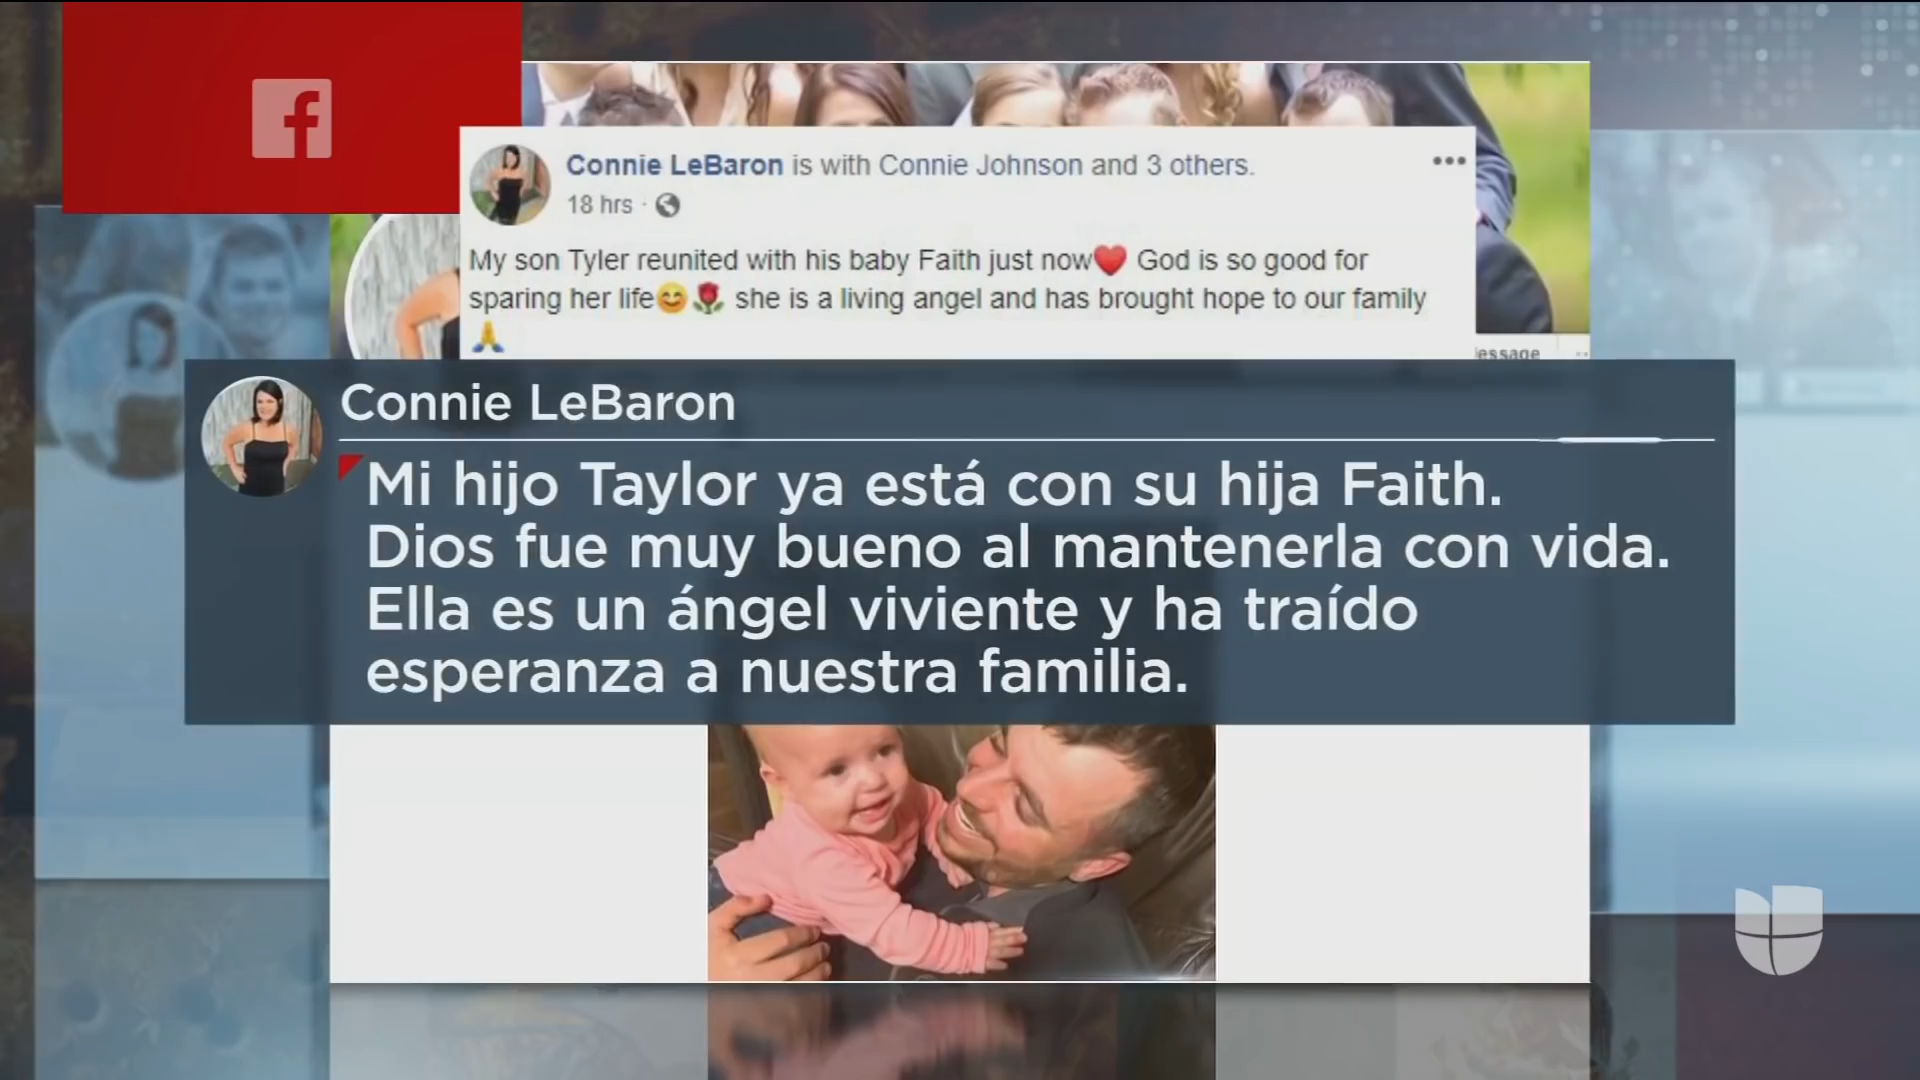 Connie LeBaron is with Connie Johnson and 3 others.
18 hrs ·
My son Tyler reunited with his baby Faith just now❤️ God is so good for
sparing her life😊🌹 she is a living angel and has brought hope to our family
🙏
essage
Connie LeBaron
Mi hijo Taylor ya está con su hija Faith.
Dios fue muy bueno al mantenerla con vida.
Ella es un ángel viviente y ha traído
esperanza a nuestra familia.